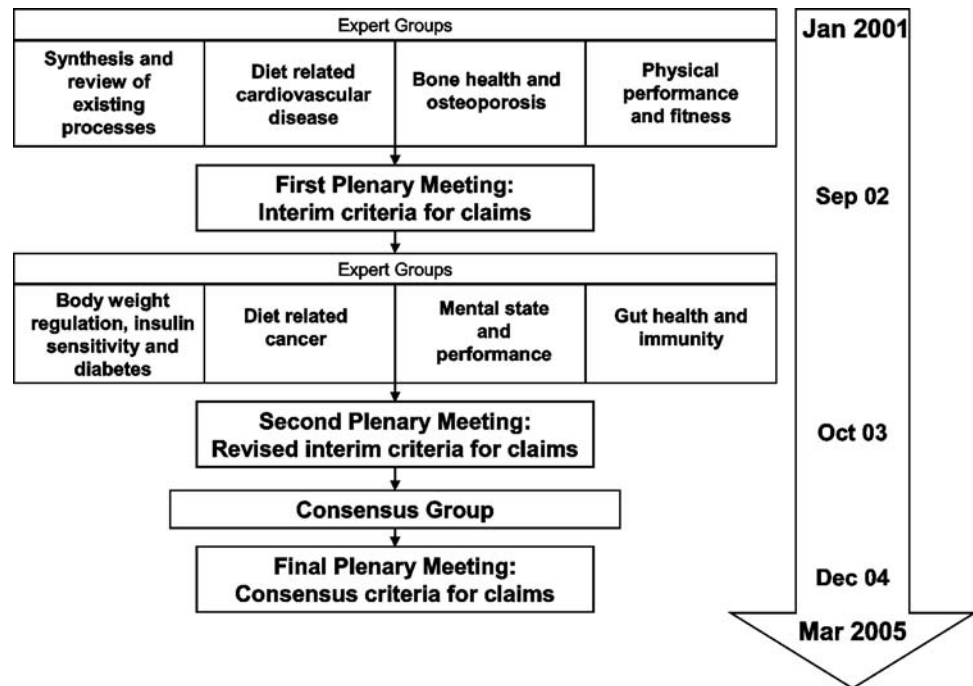 Expert Groups
Synthesis and
review of
existing
processes
Diet related
cardiovascular
disease
Bone health and
osteoporosis
Physical
performance
and fitness
First Plenary Meeting:
Interim criteria for claims
Expert Groups
Body weight
regulation, insulin
sensitivity and
diabetes
Diet related
cancer
Mental state
and
performance
Gut health and
immunity
Second Plenary Meeting:
Revised interim criteria for claims
Consensus Group
Final Plenary Meeting:
Consensus criteria for claims
Jan 2001
Sep 02
Oct 03
Dec 04
Mar 2005